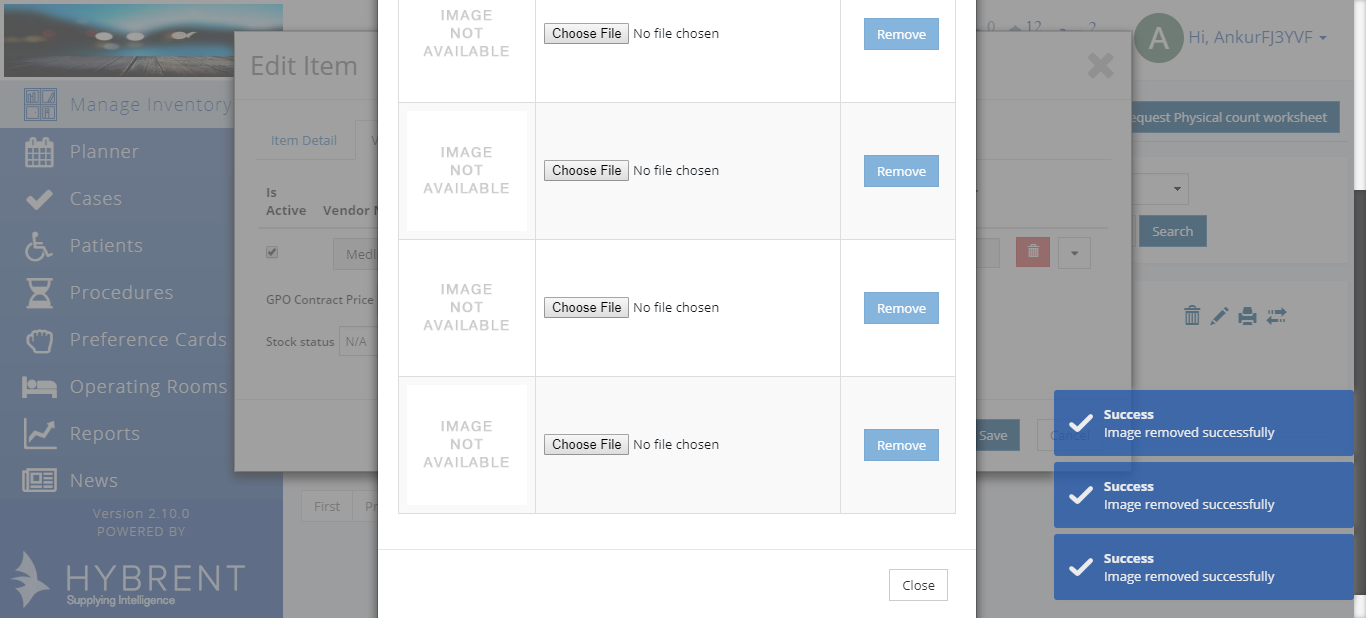 IMAGE
NOT
AVAILABLE
Choose File No file chosen
Remove
12
2
A
Hi, AnkurFJ3YVF
Edit Item
Manage Inventory
Planner
Cases
Patients
Procedures
Preference Cards
Operating Rooms
Reports
News
Version 2.10.0
POWERED BY
HYBRENT
Supplying Intelligence
Item Detail
Is
Active
Vendor
GPO Contract Price
Stock status
N/A
IMAGE
NOT
AVAILABLE
Choose File No file chosen
Remove
IMAGE
NOT
AVAILABLE
Choose File No file chosen
Remove
IMAGE
NOT
AVAILABLE
Choose File No file chosen
Remove
Close
equest Physical count worksheet
Search
Save
Cancel
First
Success
Image removed successfully
Success
Image removed successfully
Success
Image removed successfully